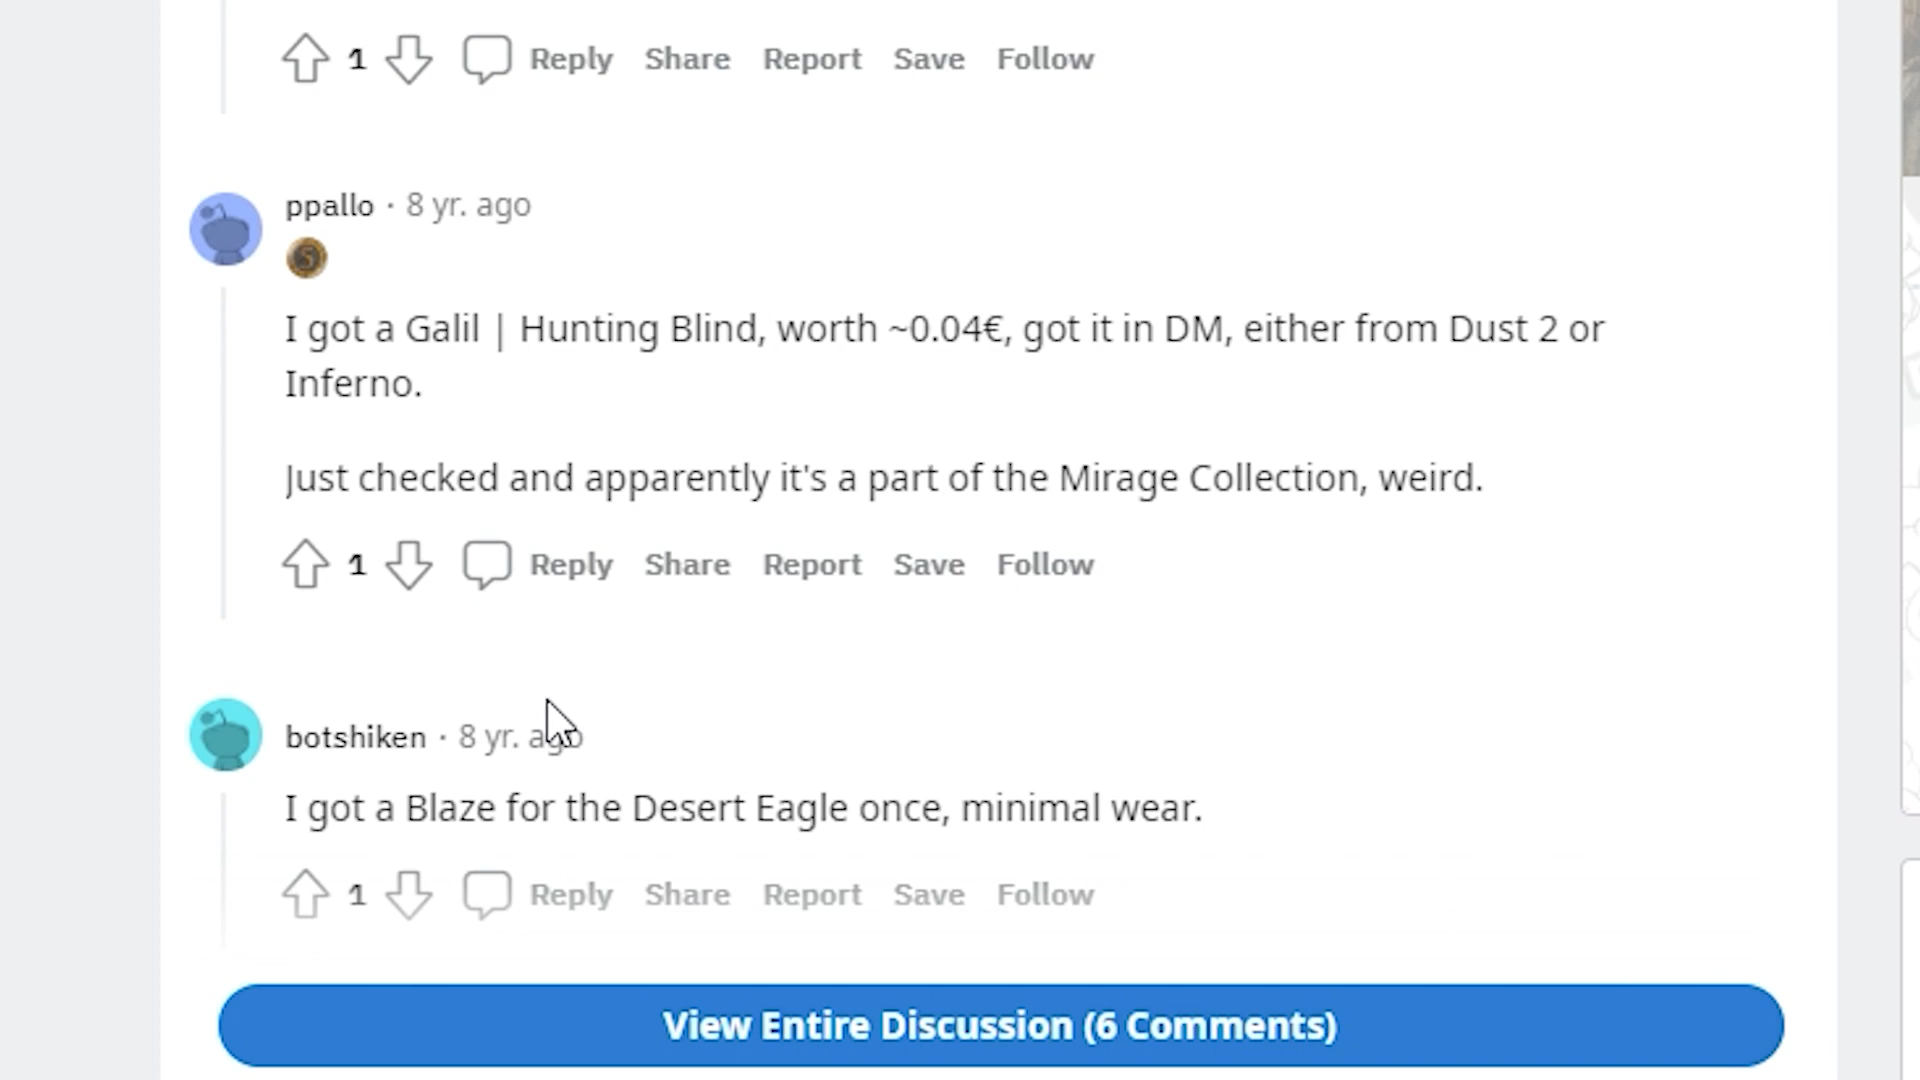 1 Reply Share Report Save Follow
ppallo · 8 yr. ago
5
I got a Galil | Hunting Blind, worth ~0.04€, got it in DM, either from Dust 2 or
Inferno.
Just checked and apparently it's a part of the Mirage Collection, weird.
1 Reply Share Report Save Follow
botshiken · 8 yr. ago
I got a Blaze for the Desert Eagle once, minimal wear.
1 Reply Share Report Save Follow
View Entire Discussion (6 Comments)